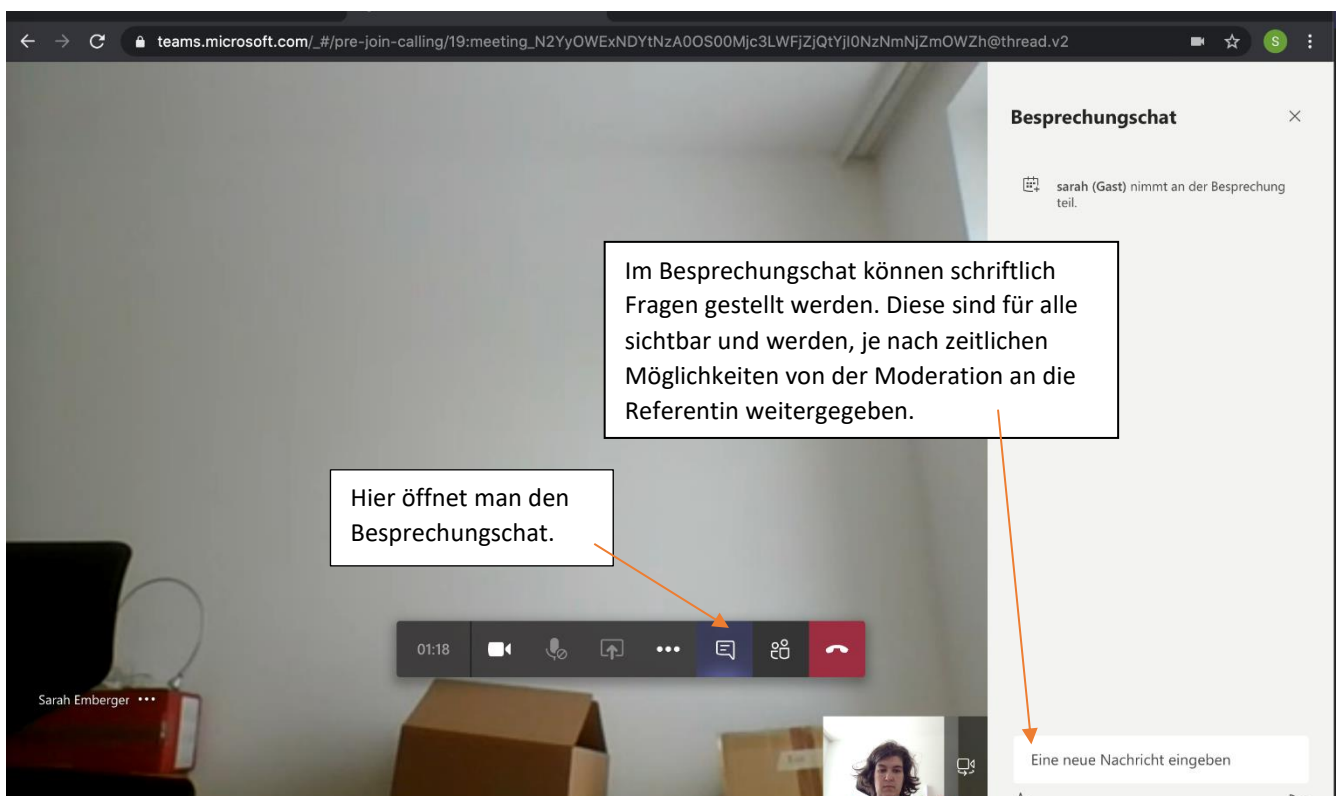 teams.microsoft.com/_#/pre-join-calling/19:meeting_N2YyOWExNDYtNzA0OS00Mjc3LWFjZjQtYjI0NzNmNjZmOWZh@thread.v2
S
Besprechungschat
sarah (Gast) nimmt an der Besprechung
teil.
Im Besprechungschat können schriftlich
Fragen gestellt werden. Diese sind für alle
sichtbar und werden, je nach zeitlichen
Möglichkeiten von der Moderation an die
Referentin weitergegeben.
Hier öffnet man den
Besprechungschat.
01:18
Sarah Emberger
Eine neue Nachricht eingeben